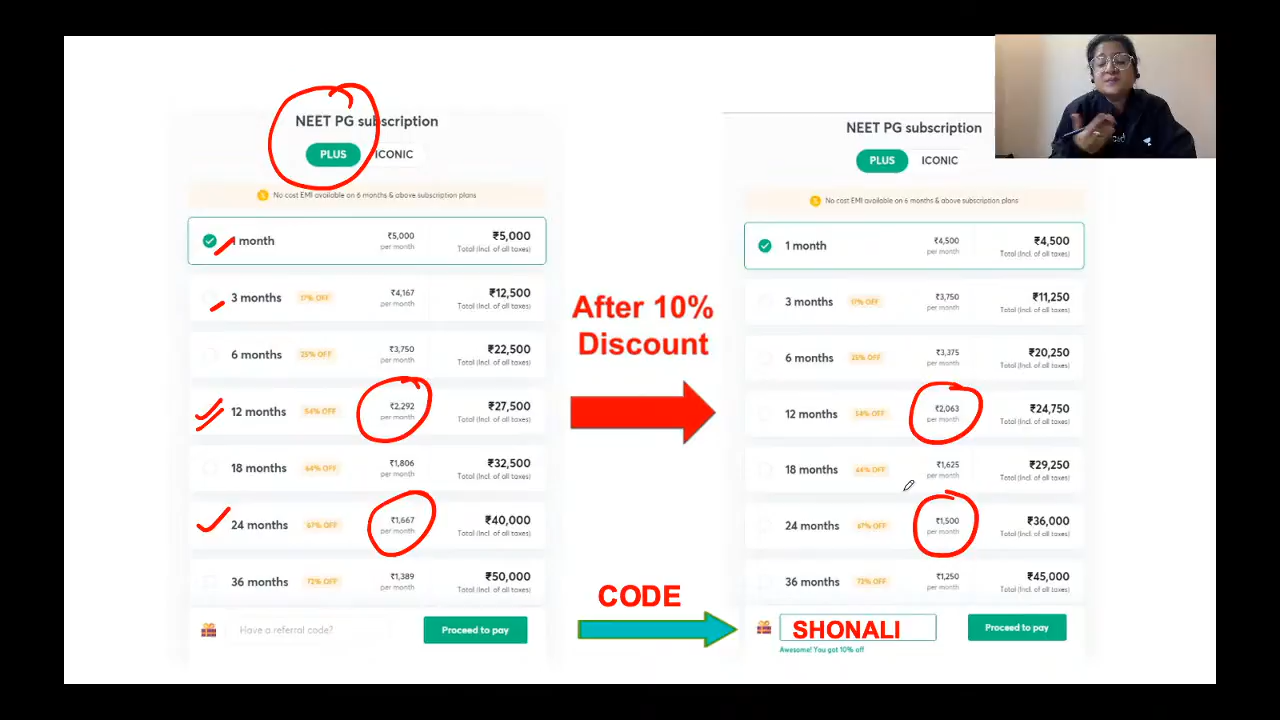 NEET PG subscription
PLUS ICONIC
No cost EMI available on 6 months & above subscription plans
1 month ₹5,000 per month ₹5,000 Total (Incl. of all taxes)
3 months 17% OFF ₹4,167 per month ₹12,500 Total (Incl. of all taxes)
6 months 25% OFF ₹3,750 per month ₹22,500 Total (Incl. of all taxes)
12 months 54% OFF ₹2,292 per month ₹27,500 Total (Incl. of all taxes)
18 months 64% OFF ₹1,806 per month ₹32,500 Total (Incl. of all taxes)
24 months 67% OFF ₹1,667 per month ₹40,000 Total (Incl. of all taxes)
36 months 72% OFF ₹1,389 per month ₹50,000 Total (Incl. of all taxes)
Have a referral code? Proceed to pay
After 10%
Discount
CODE
NEET PG subscription
PLUS ICONIC
No cost EMI available on 6 months & above subscription plans
1 month ₹4,500 per month ₹4,500 Total (Incl. of all taxes)
3 months 17% OFF ₹3,750 per month ₹11,250 Total (Incl. of all taxes)
6 months 25% OFF ₹3,375 per month ₹20,250 Total (Incl. of all taxes)
12 months 54% OFF ₹2,063 per month ₹24,750 Total (Incl. of all taxes)
18 months 64% OFF ₹1,625 per month ₹29,250 Total (Incl. of all taxes)
24 months 67% OFF ₹1,500 per month ₹36,000 Total (Incl. of all taxes)
36 months 72% OFF ₹1,250 per month ₹45,000 Total (Incl. of all taxes)
SHONALI Proceed to pay
Awesome! You got 10% off